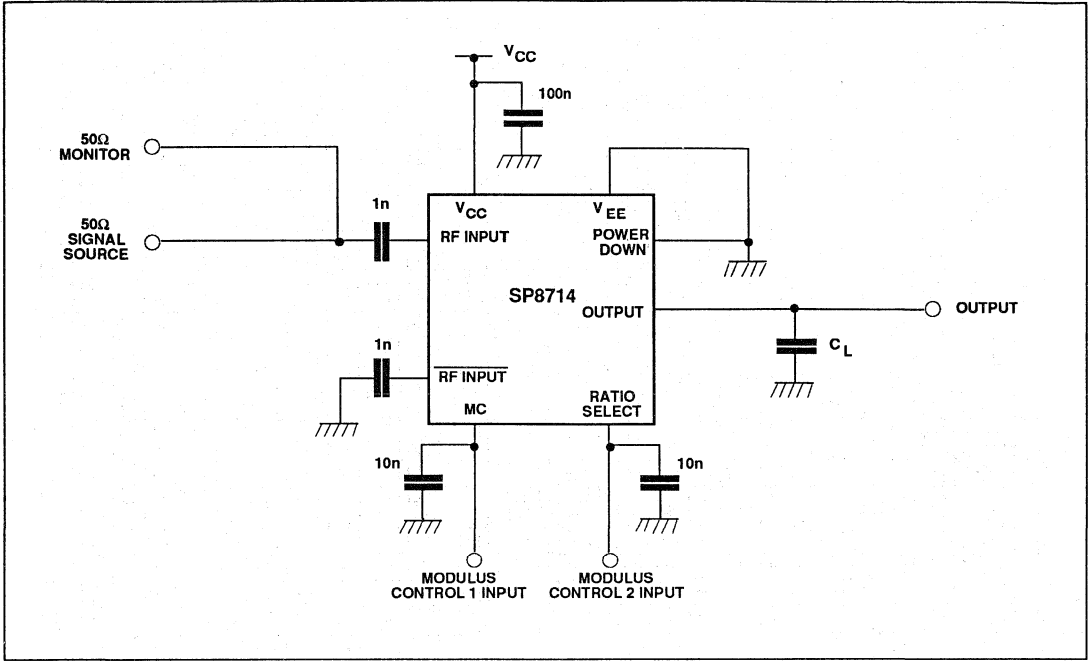 VCC
100n
50Ω
MONITOR
1n
50Ω
SIGNAL
SOURCE
VCC
VEE
RF INPUT
POWER
DOWN
SP8714
OUTPUT
OUTPUT
CL
1n
RF INPUT
MC
RATIO
SELECT
10n
10n
MODULUS
CONTROL 1 INPUT
MODULUS
CONTROL 2 INPUT